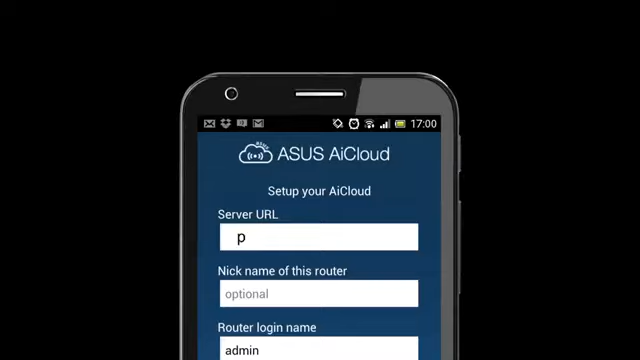 17:00
ASUS AiCloud
Setup your AiCloud
Server URL
p
Nick name of this router
optional
Router login name
admin